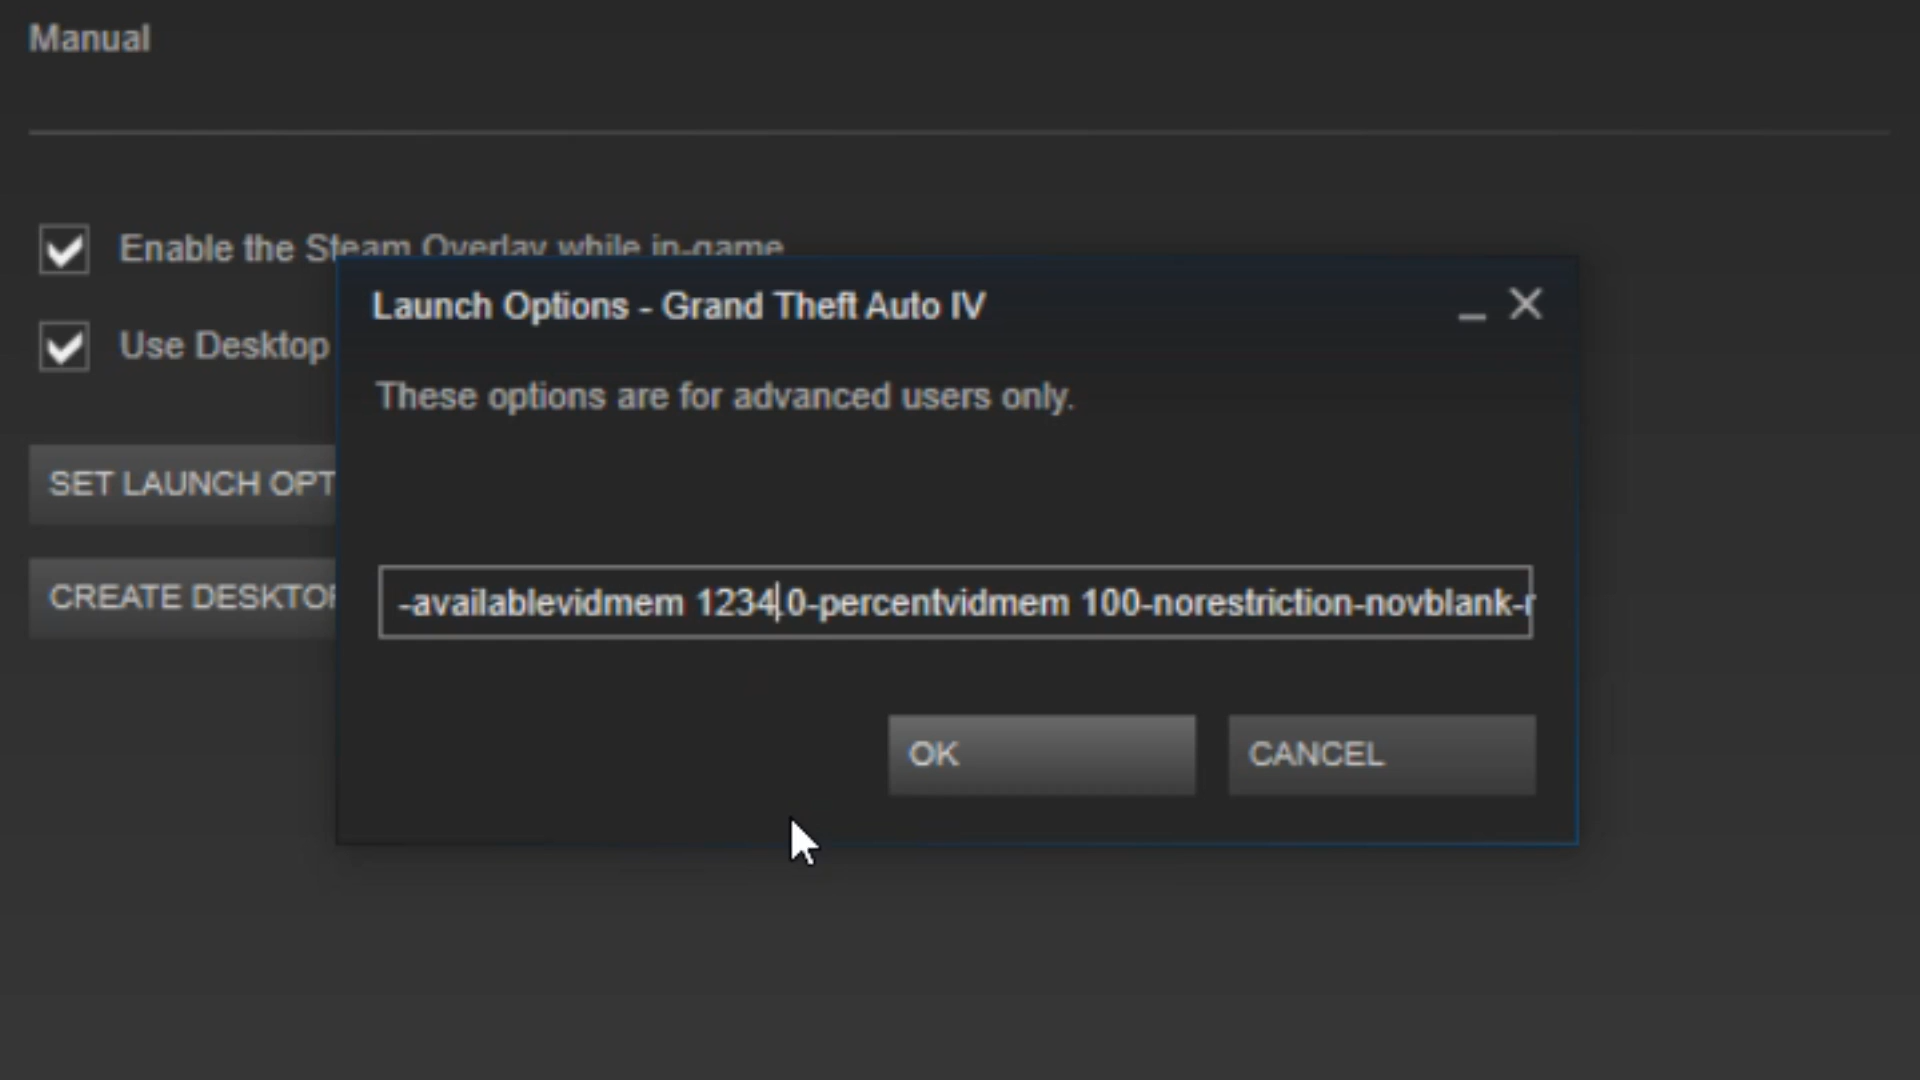 Manual
Enable the Steam Overlay while in-game
Use Desktop
Launch Options - Grand Theft Auto IV
These options are for advanced users only.
SET LAUNCH OPT
CREATE DESKTOP
-availablevidmem 1234.0-percentvidmem 100-norestriction-novblank-
OK
CANCEL